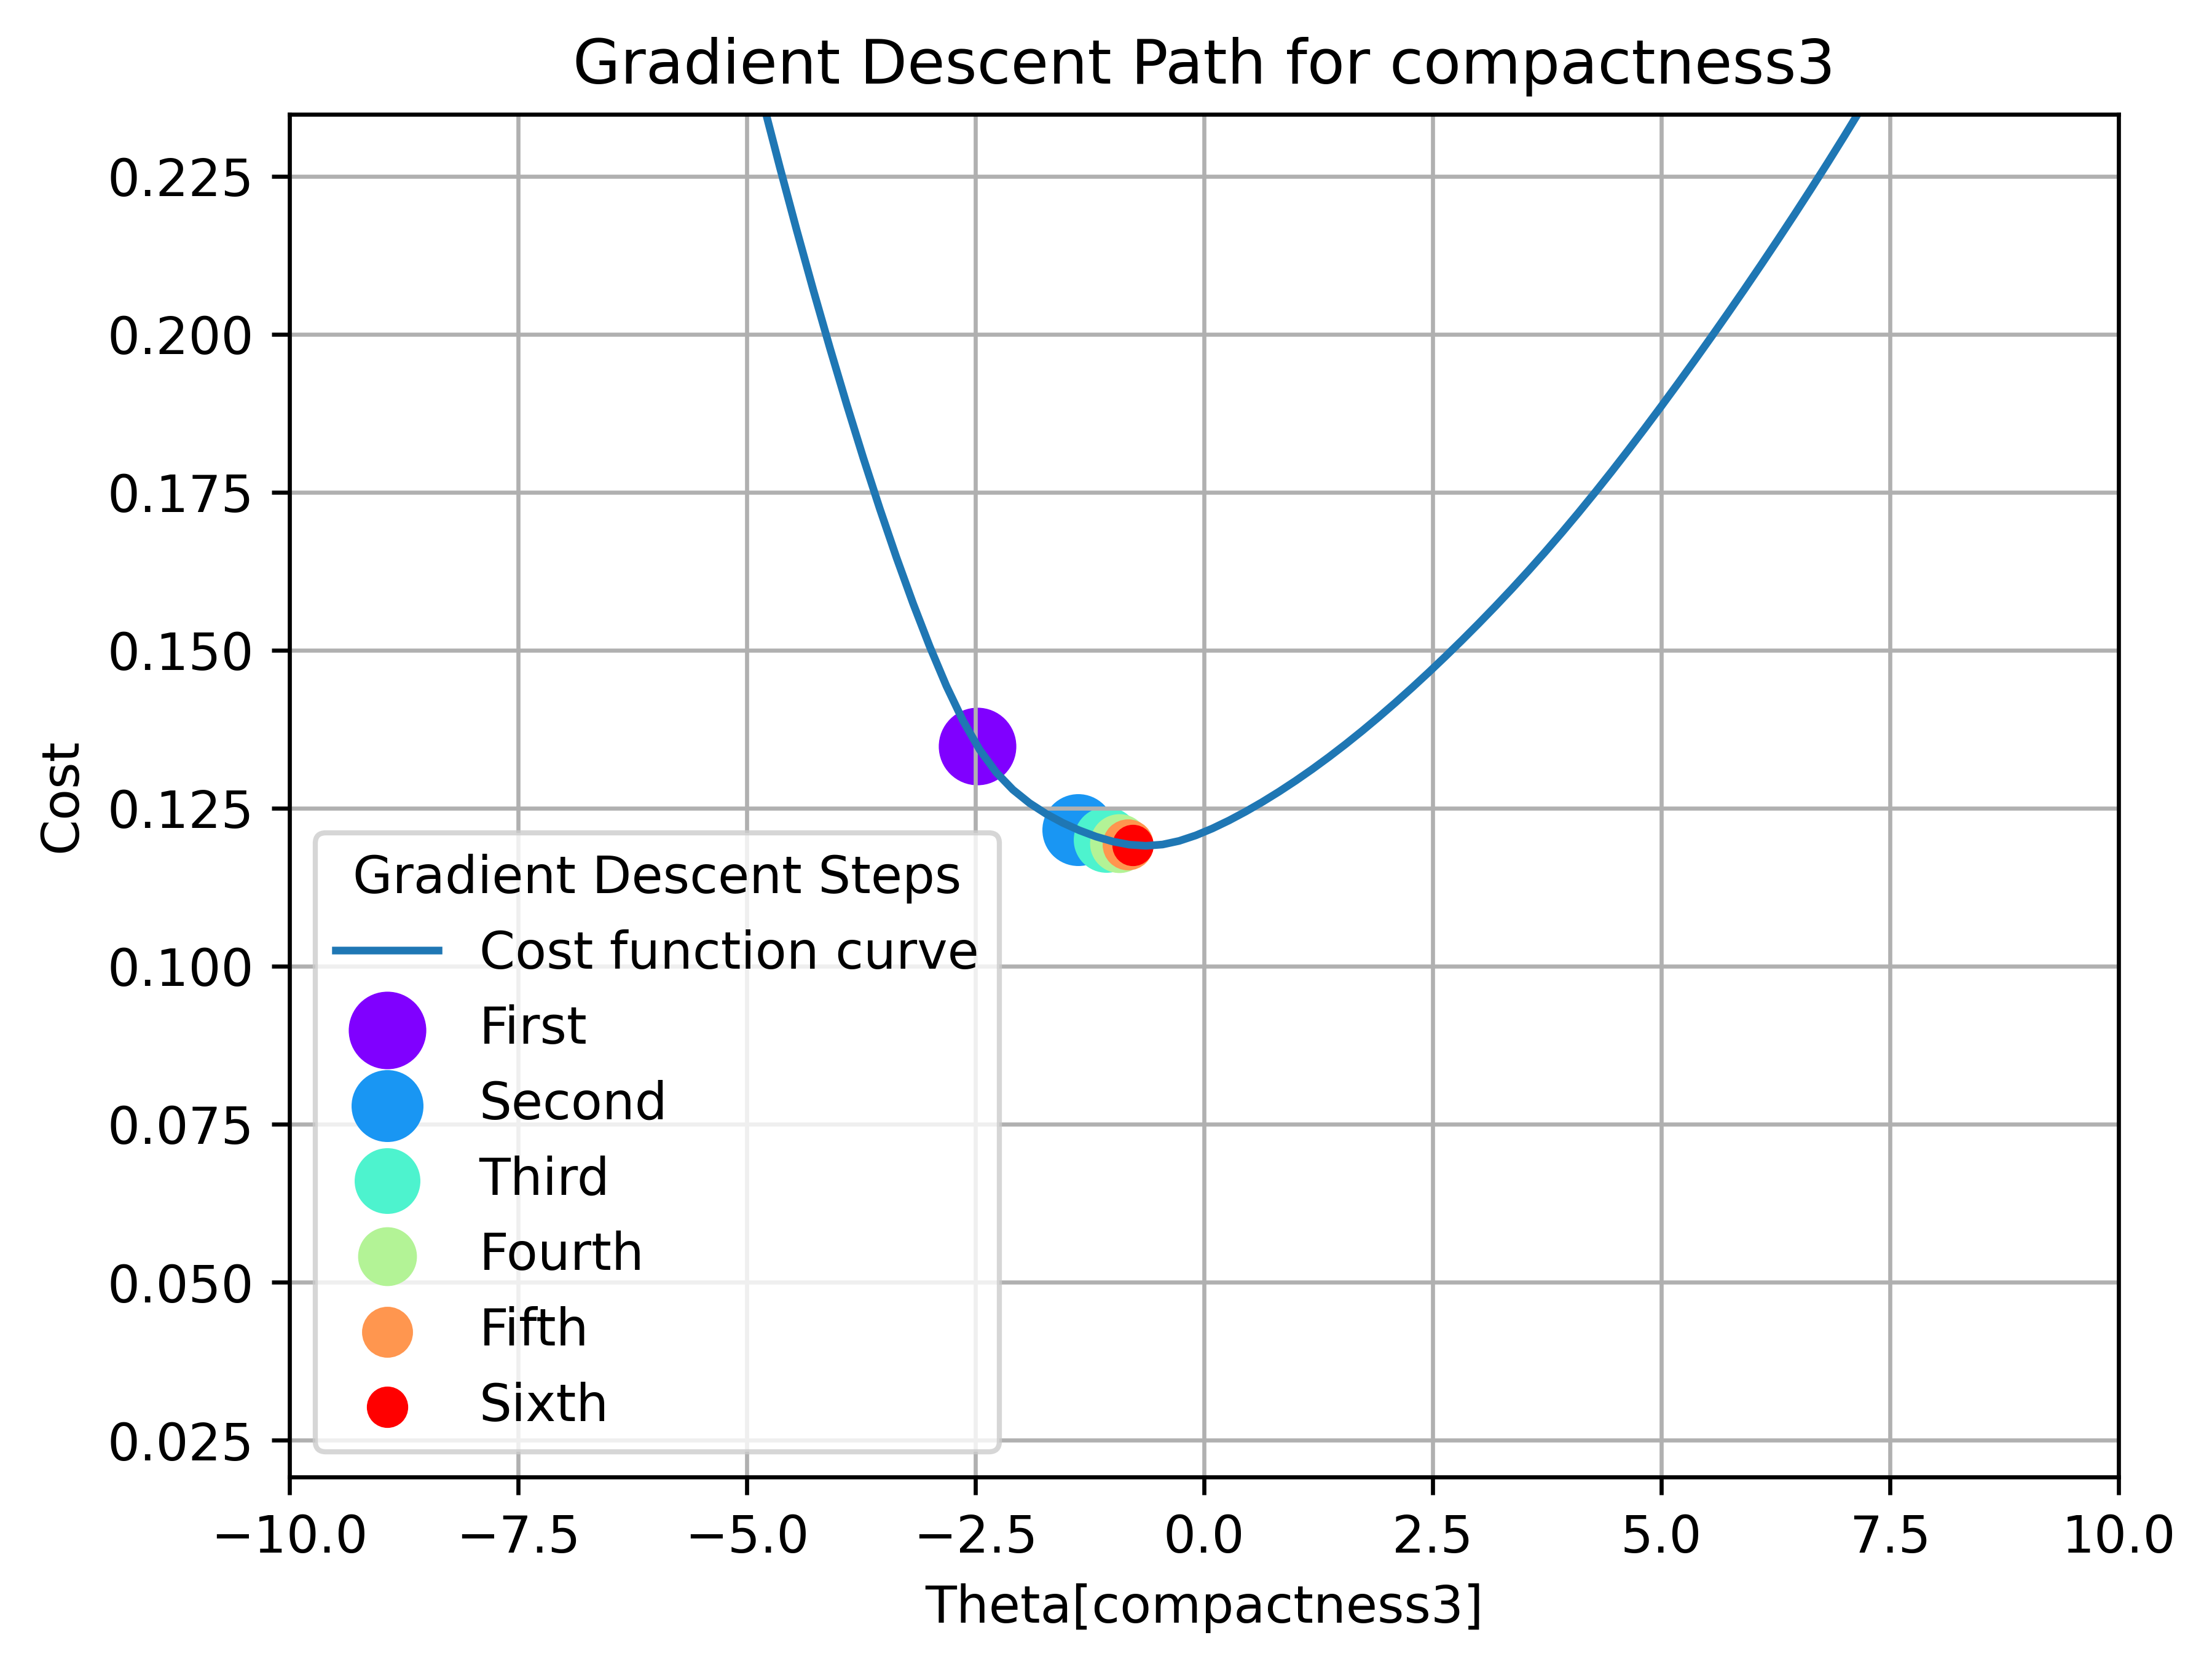 Gradient Descent Path for compactness3
0.225
0.200
0.175
0.150
0.125
0.100
0.075
0.050
0.025
Cost
Gradient Descent Steps
Cost function curve
First
Second
Third
Fourth
Fifth
Sixth
−10.0 −7.5 −5.0 −2.5 0.0 2.5 5.0 7.5 10.0
Theta[compactness3]